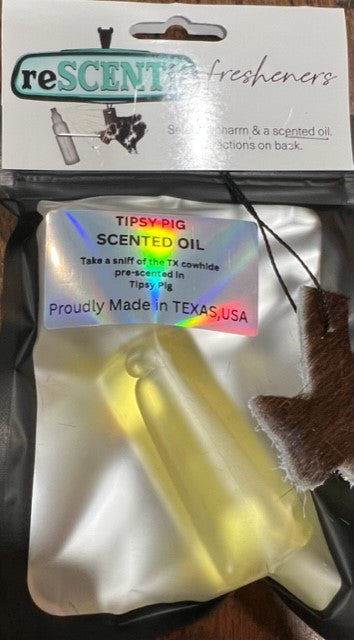 reSCENT
fresheners
charm & a scented oil.
on back.
TIPSY PIG
SCENTED OIL
Take a sniff of the TX cowhide
pre-scented in
Tipsy Pig
Proudly Made in TEXAS,USA